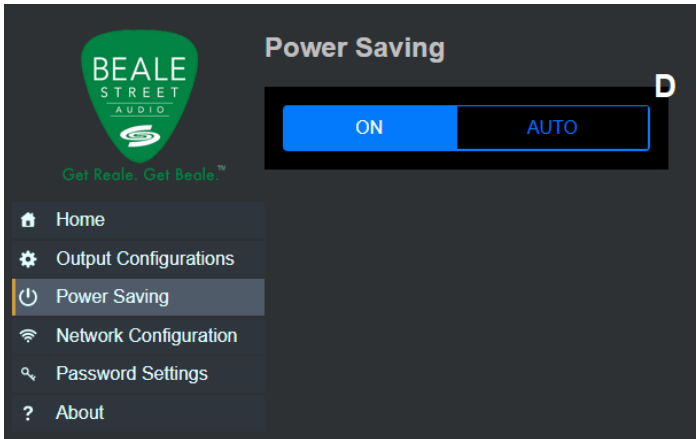 BEALE
STREET
AUDIO
Get Reale. Get Beale.™
Power Saving
D
ON
AUTO
Home
Output Configurations
Power Saving
Network Configuration
Password Settings
? About